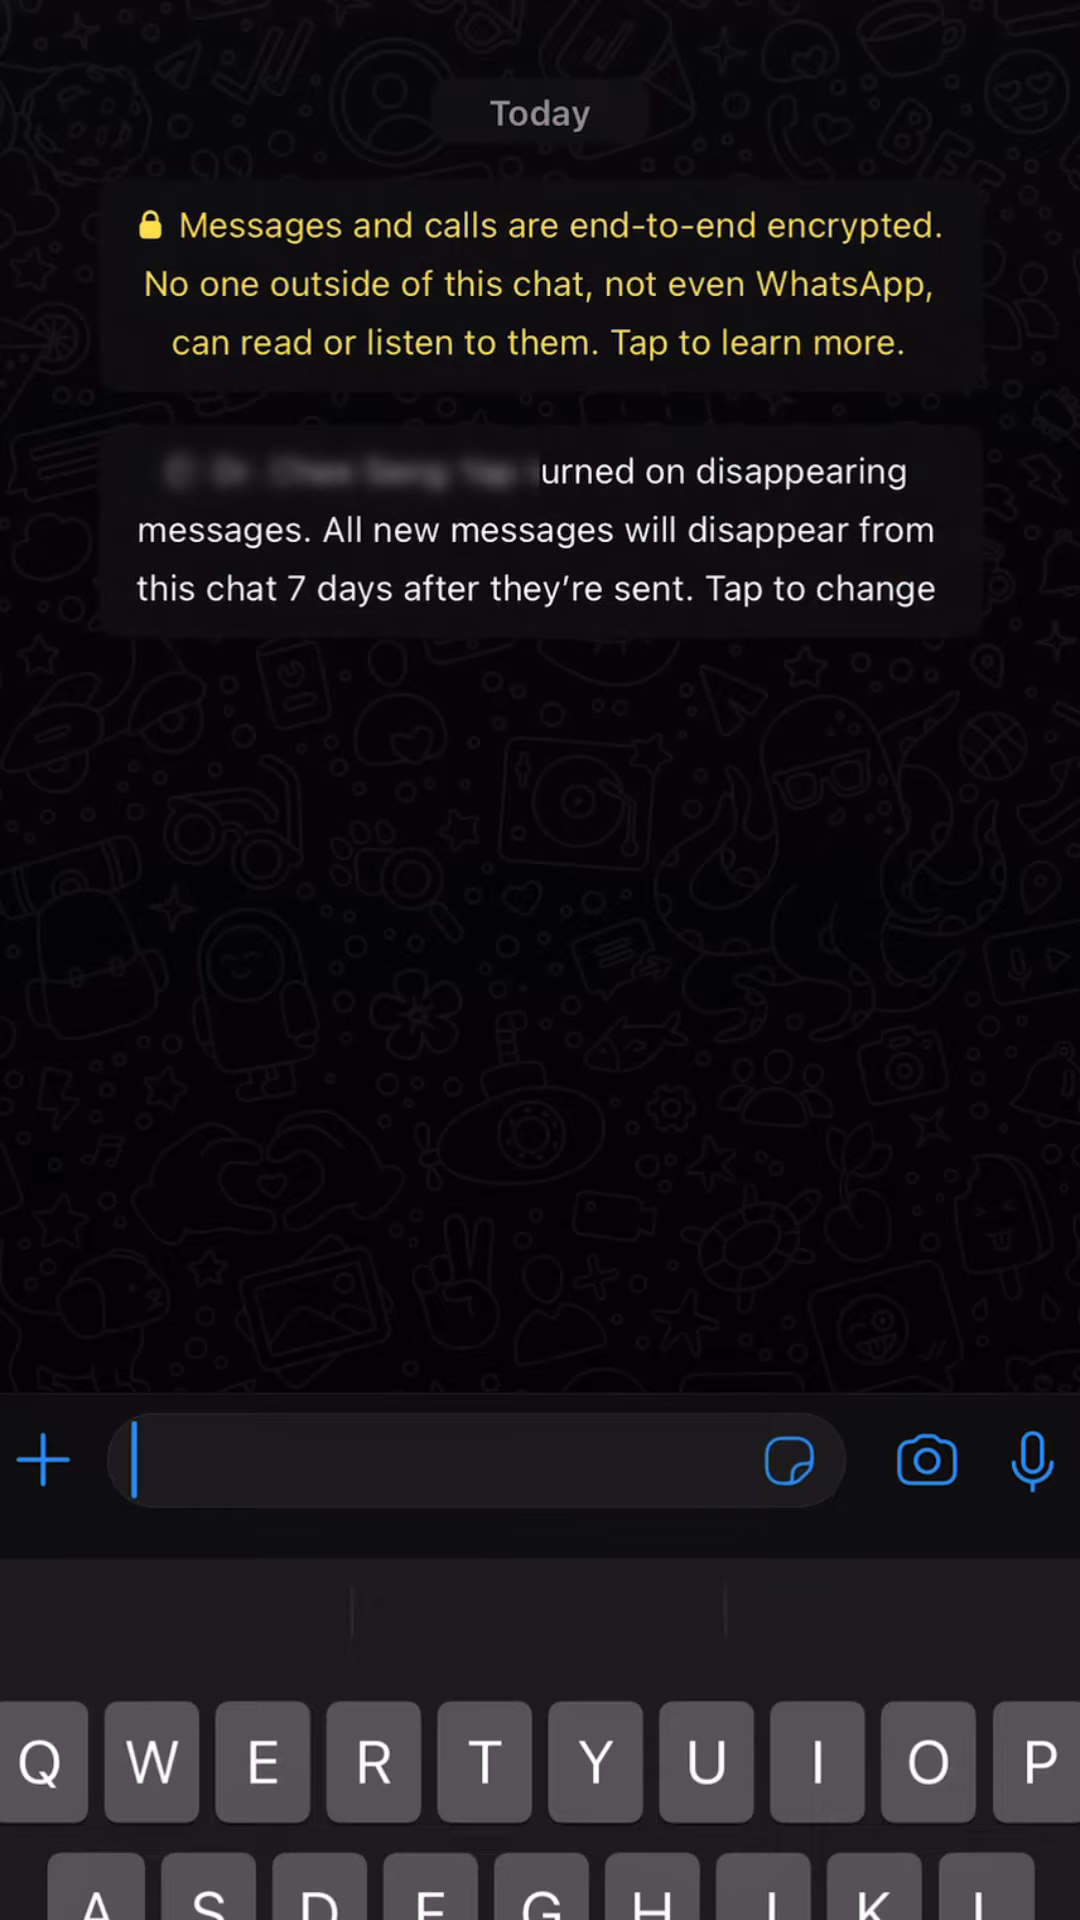 Today
Messages and calls are end-to-end encrypted.
No one outside of this chat, not even WhatsApp,
can read or listen to them. Tap to learn more.
urned on disappearing
messages. All new messages will disappear from
this chat 7 days after they’re sent. Tap to change
Q W E R T Y U I O P
A S D F G H J K L